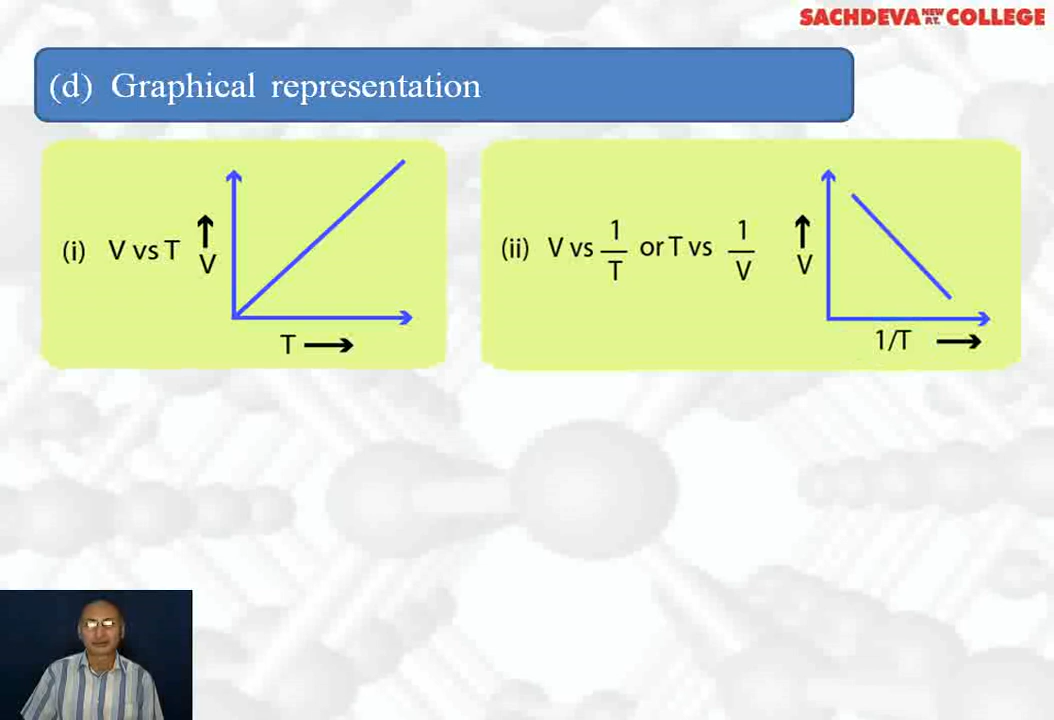 SACHDEVA NEW P.T. COLLEGE
(d) Graphical representation
(i) V vs T
V
T
(ii) V vs 1/T or T vs 1/V
V
1/T